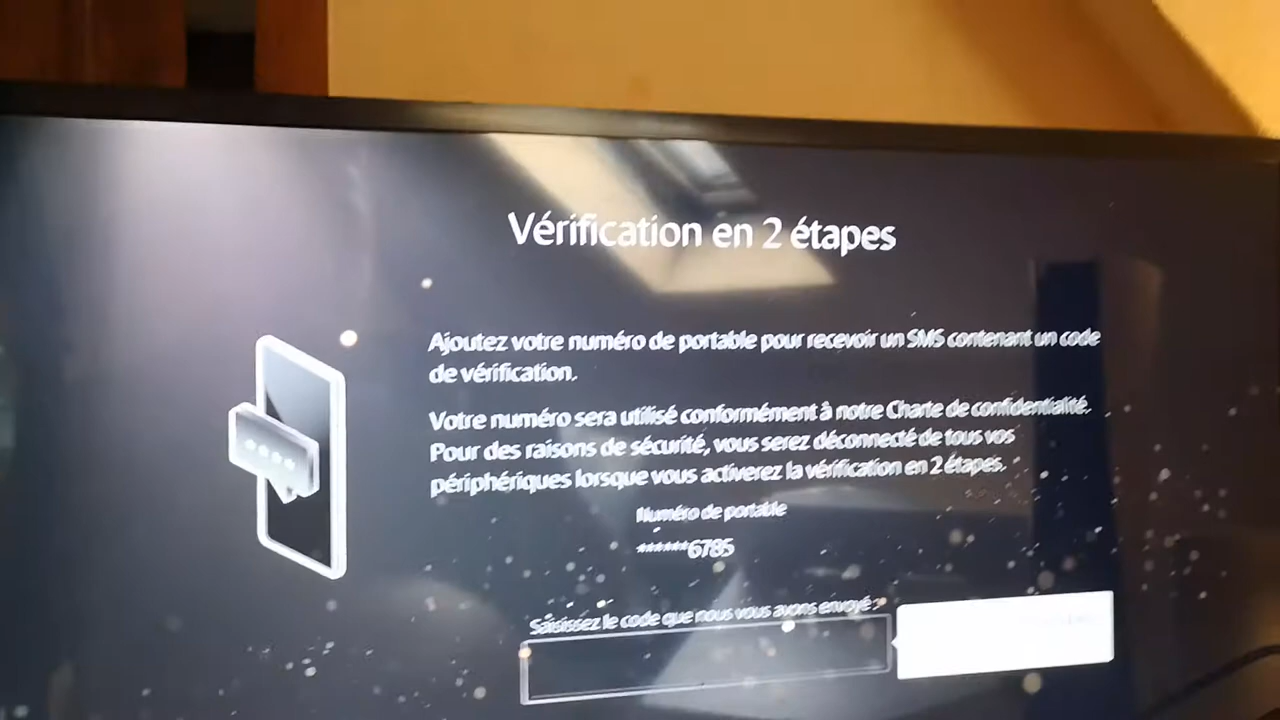 Vérification en 2 étapes
Ajoutez votre numéro de portable pour recevoir un SMS contenant un code
de vérification.
Votre numéro sera utilisé conformément à notre Charte de confidentialité.
Pour des raisons de sécurité, vous serez déconnecté de tous vos
périphériques lorsque vous activerez la vérification en 2 étapes.
Numéro de portable
******6785
Saisissez le code que nous vous avons envoyé :